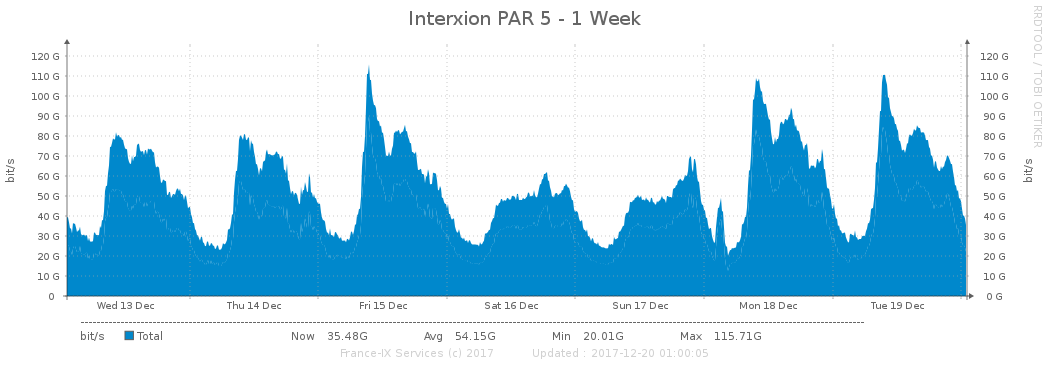 Interxion PAR 5 - 1 Week
RRDTOOL / TOBI OETIKER
bit/s
120 G 120 G
110 G 110 G
100 G 100 G
90 G 90 G
80 G 80 G
70 G 70 G
60 G 60 G
50 G 50 G
40 G 40 G
30 G 30 G
20 G 20 G
10 G 10 G
0 0 G
bit/s
Wed 13 Dec Thu 14 Dec Fri 15 Dec Sat 16 Dec Sun 17 Dec Mon 18 Dec Tue 19 Dec
bit/s Total Now 35.48G Avg 54.15G Min 20.01G Max 115.71G
France-IX Services (c) 2017 Updated : 2017-12-20 01:00:05